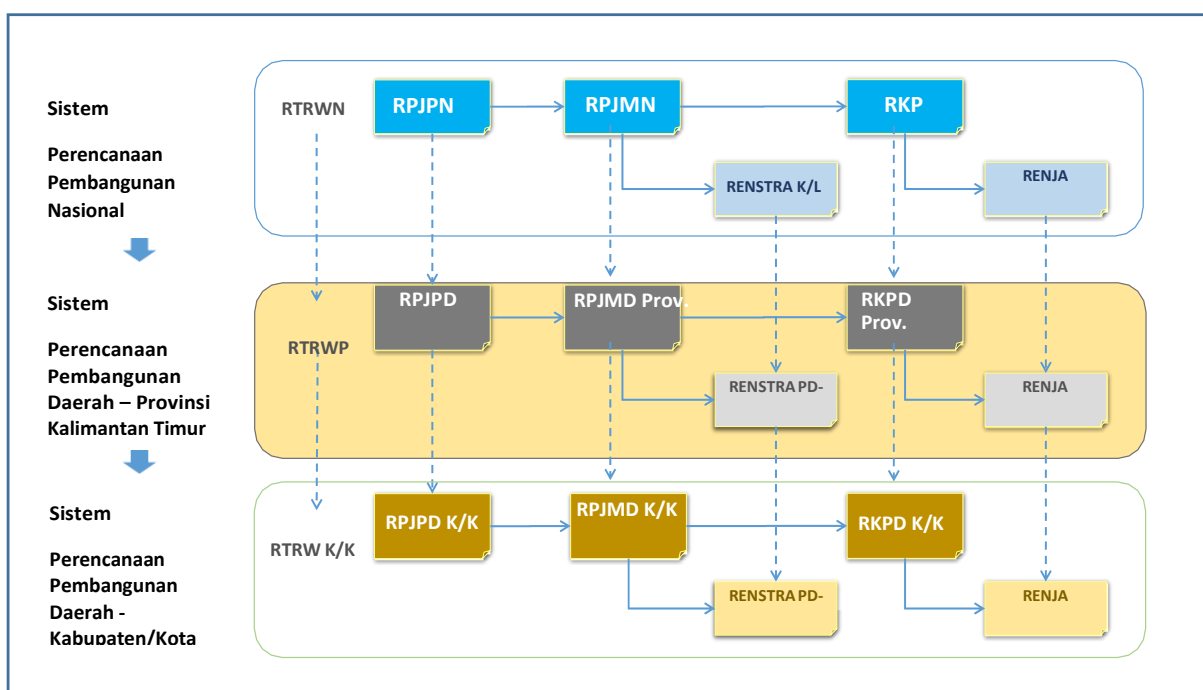 Sistem
Perencanaan
Pembangunan
Nasional
RTRWN
RPJPN
RPJMN
RKP
RENSTRA K/L
RENJA
Sistem
Perencanaan
Pembangunan
Daerah – Provinsi
Kalimantan Timur
RTRWP
RPJPD
RPJMD Prov.
RKPD
Prov.
RENSTRA PD-
RENJA
Sistem
Perencanaan
Pembangunan
Daerah -
Kabupaten/Kota
RTRW K/K
RPJPD K/K
RPJMD K/K
RKPD K/K
RENSTRA PD-
RENJA